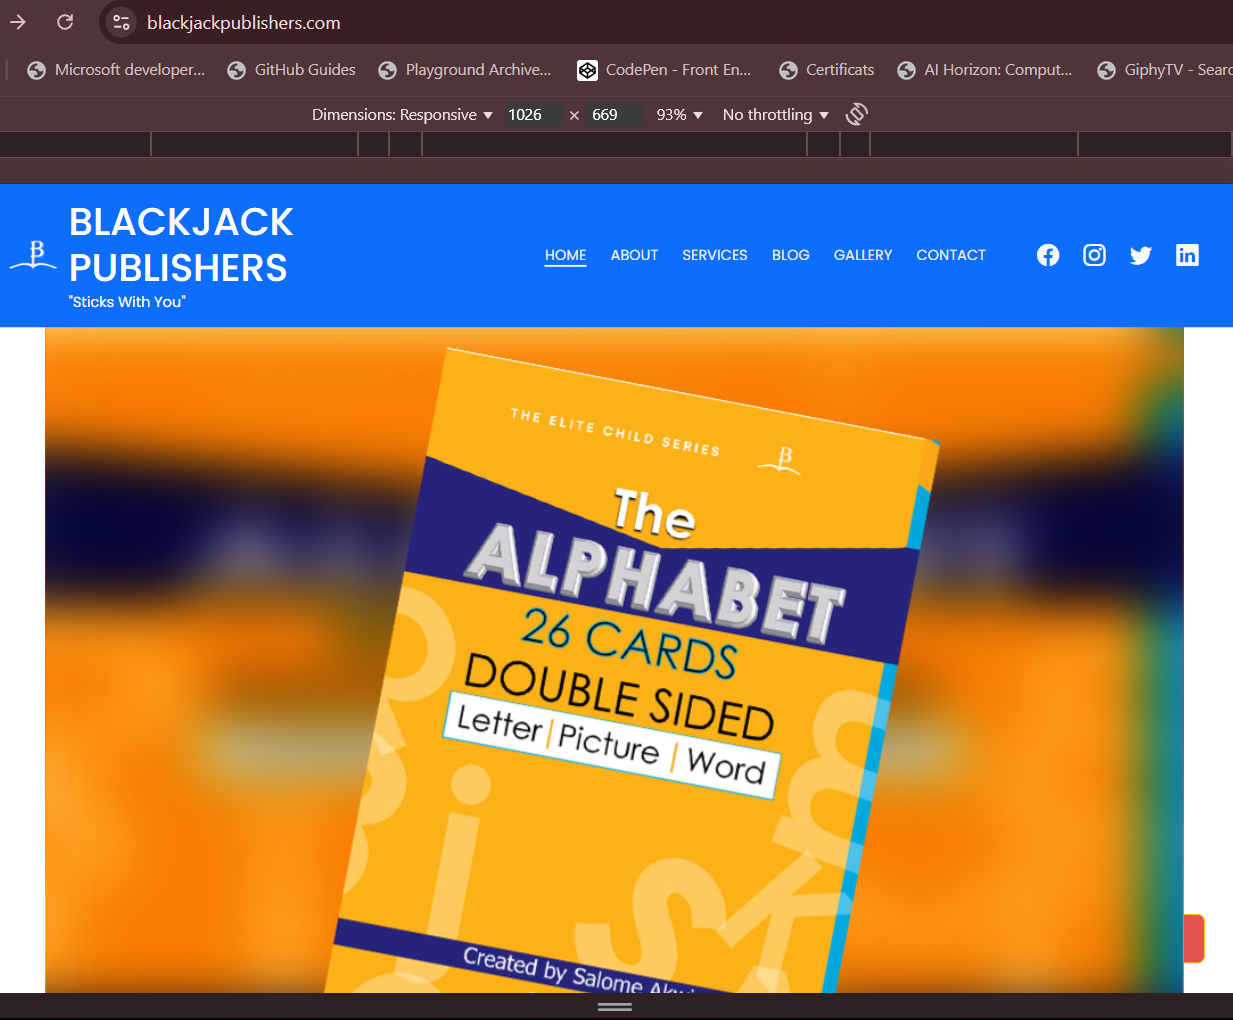 blackjackpublishers.com
Microsoft developer...
GitHub Guides
Playground Archive...
CodePen - Front En...
Certificats
AI Horizon: Comput...
GiphyTV - Searc
Dimensions: Responsive
1026 × 669
93%
No throttling
BLACKJACK
PUBLISHERS
"Sticks With You"
HOME
ABOUT
SERVICES
BLOG
GALLERY
CONTACT
THE ELITE CHILD SERIES
The
ALPHABET
26 CARDS
DOUBLE SIDED
Letter | Picture | Word
Created by Salome